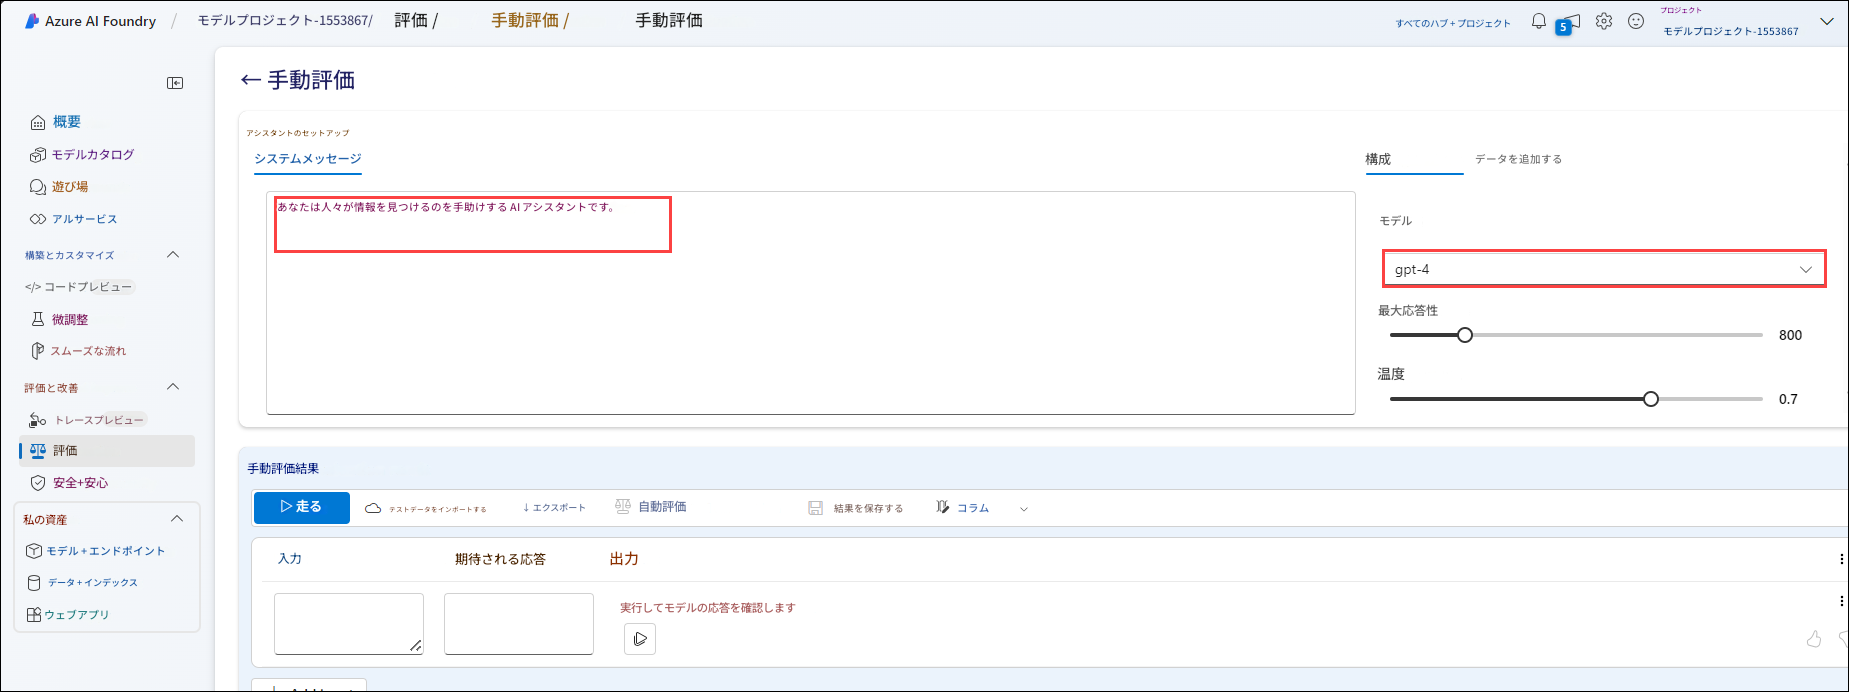 Azure AI Foundry / モデルプロジェクト-1553867/ 評価 / 手動評価 / 手動評価
すべてのハブ + プロジェクト
5
プロジェクト
モデルプロジェクト-1553867
概要
モデルカタログ
遊び場
アルサービス
構築とカスタマイズ
</> コードプレビュー
微調整
スムーズな流れ
評価と改善
トレースプレビュー
評価
安全+安心
私の資産
モデル + エンドポイント
データ + インデックス
ウェブアプリ
← 手動評価
アシスタントのセットアップ
システムメッセージ
あなたは人々が情報を見つけるのを手助けする AI アシスタントです。
構成 データを追加する
モデル
gpt-4
最大応答性
800
温度
0.7
手動評価結果
走る テストデータをインポートする ↓ エクスポート 自動評価 結果を保存する コラム
入力 期待される応答 出力
実行してモデルの応答を確認します